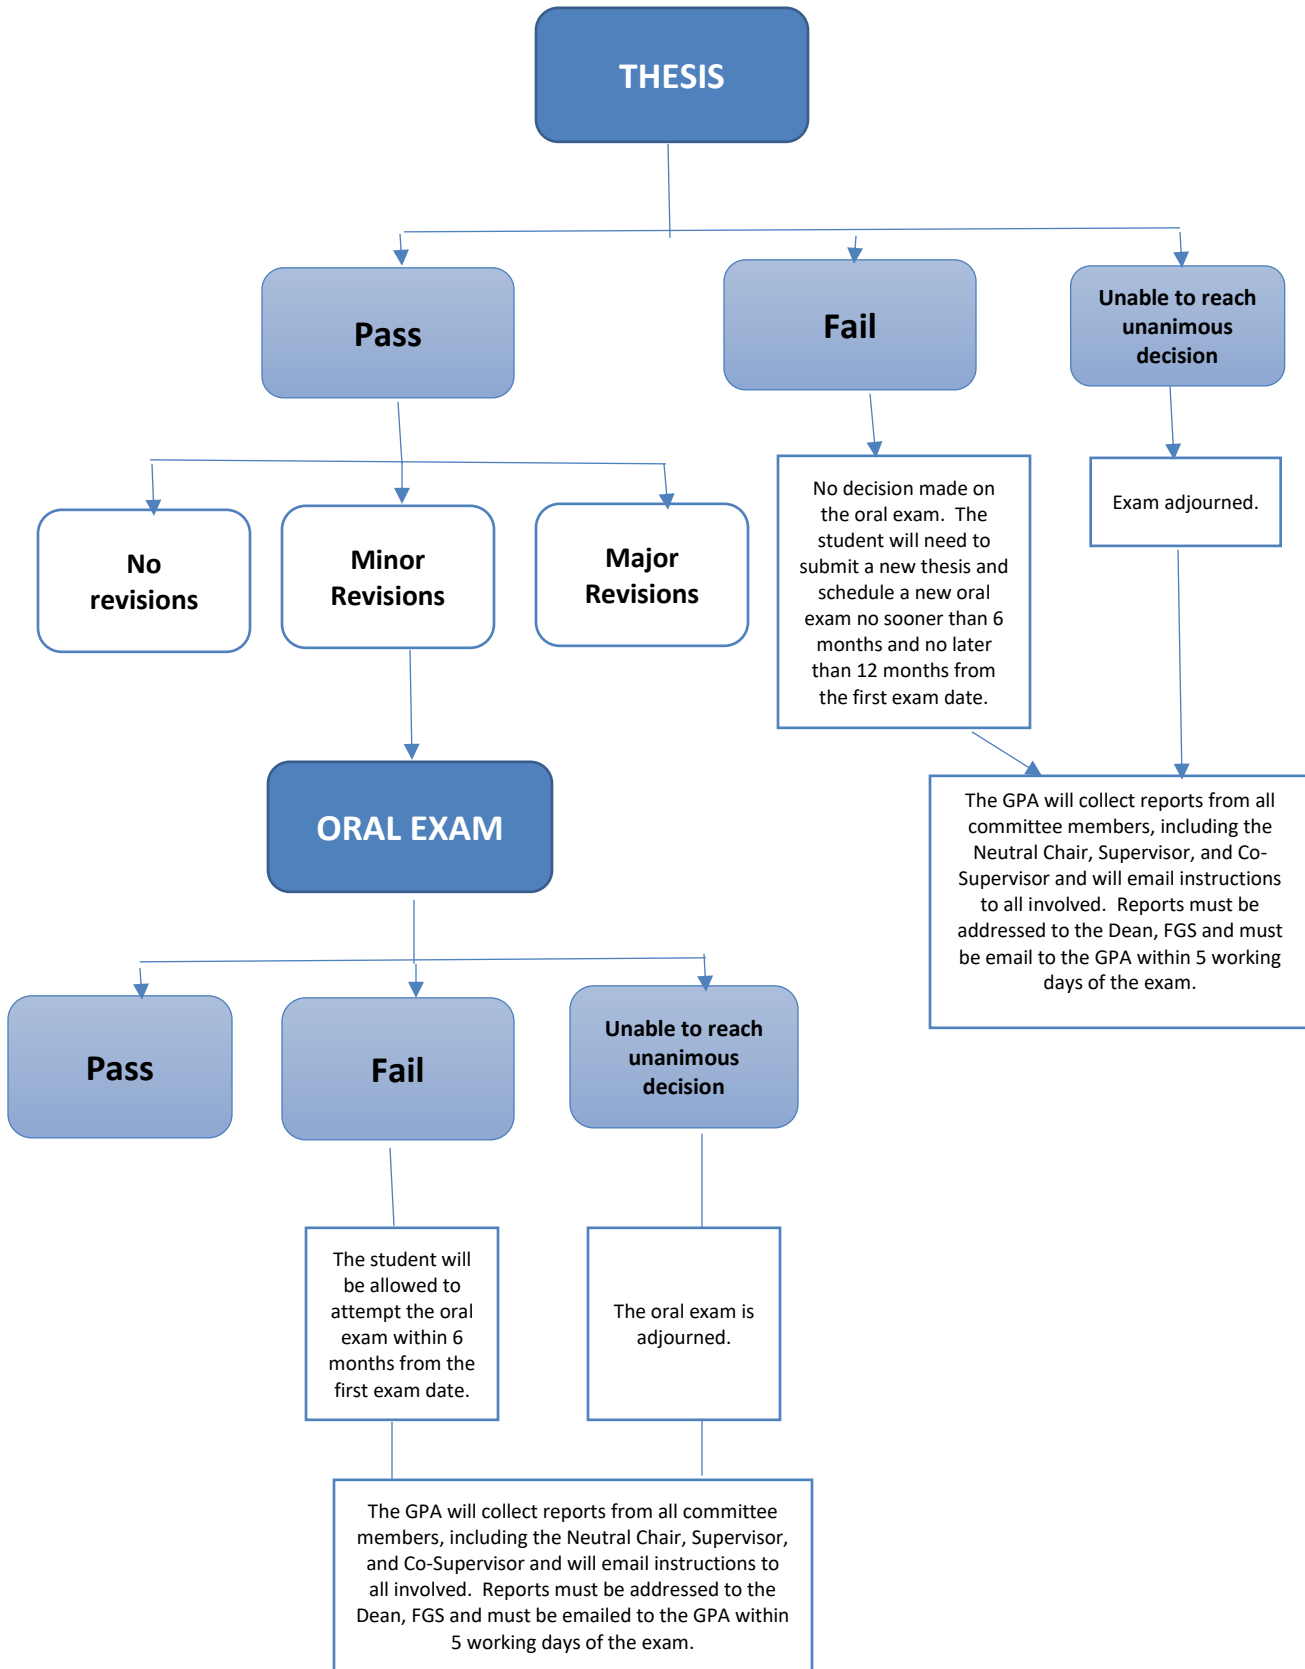 THESIS
Pass
Fail
Unable to reach
unanimous
decision
No
revisions
Minor
Revisions
Major
Revisions
No decision made on
the oral exam.  The
student will need to
submit a new thesis and
schedule a new oral
exam no sooner than 6
months and no later
than 12 months from
the first exam date.
Exam adjourned.
ORAL EXAM
The GPA will collect reports from all
committee members, including the
Neutral Chair, Supervisor, and Co-
Supervisor and will email instructions
to all involved.  Reports must be
addressed to the Dean, FGS and must
be email to the GPA within 5 working
days of the exam.
Pass
Fail
Unable to reach
unanimous
decision
The student will
be allowed to
attempt the oral
exam within 6
months from the
first exam date.
The oral exam is
adjourned.
The GPA will collect reports from all committee
members, including the Neutral Chair, Supervisor,
and Co-Supervisor and will email instructions to
all involved.  Reports must be addressed to the
Dean, FGS and must be emailed to the GPA within
5 working days of the exam.